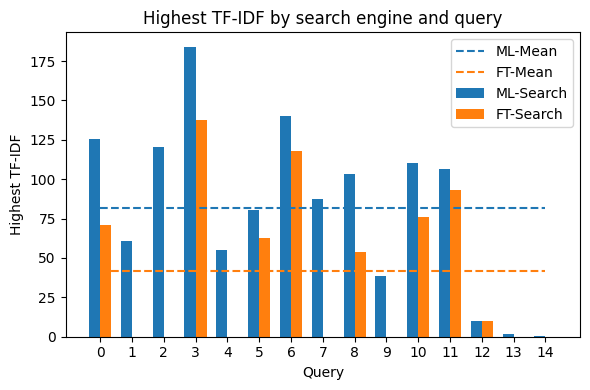 Highest TF-IDF by search engine and query
Highest TF-IDF
175
150
125
100
75
50
25
0
ML-Mean
FT-Mean
ML-Search
FT-Search
0 1 2 3 4 5 6 7 8 9 10 11 12 13 14
Query